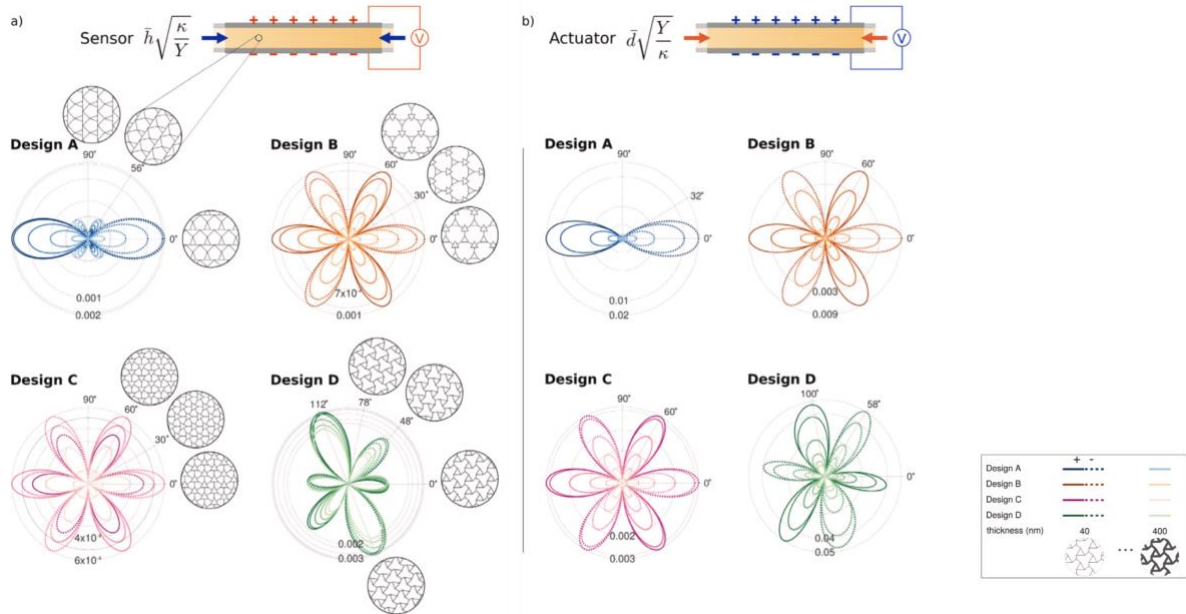 a)
Sensor h̄√κ/Y
+ + + + + +
- - - - - -
V
Design A
90°
56°
0°
0.001
0.002
Design B
90°
60°
30°
0°
0.001
Design C
90°
60°
30°
0°
Design D
112°
78°
48°
0°
0.002
0.003
b)
Actuator d̄√Y/κ
+ + + + + +
- - - - - -
V
Design A
90°
32°
0°
0.01
0.02
Design B
90°
60°
0°
0.003
0.009
Design C
90°
60°
0°
0.002
0.003
Design D
100°
58°
0°
0.04
0.05
+ -
Design A
Design B
Design C
Design D
thickness (nm) 40 ... 400